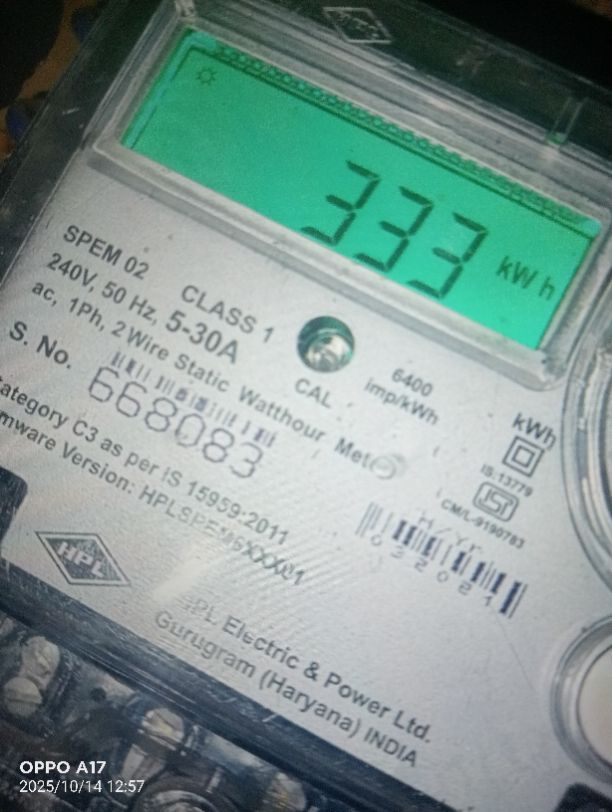 333 kWh
SPEM 02 CLASS 1
240V, 50 Hz, 5-30A
ac, 1Ph, 2 Wire Static Watthour
CAL
6400
imp/kWh
kWh
S. No.
668083
IS:13779
CM/L-9190783
ategory C3 as per IS 15959:2011
mware Version:
M/Yr
022021
HPL
HPL Electric & Power Ltd.
Gurugram (Haryana) INDIA
OPPO A17
2025/10/14 12:57